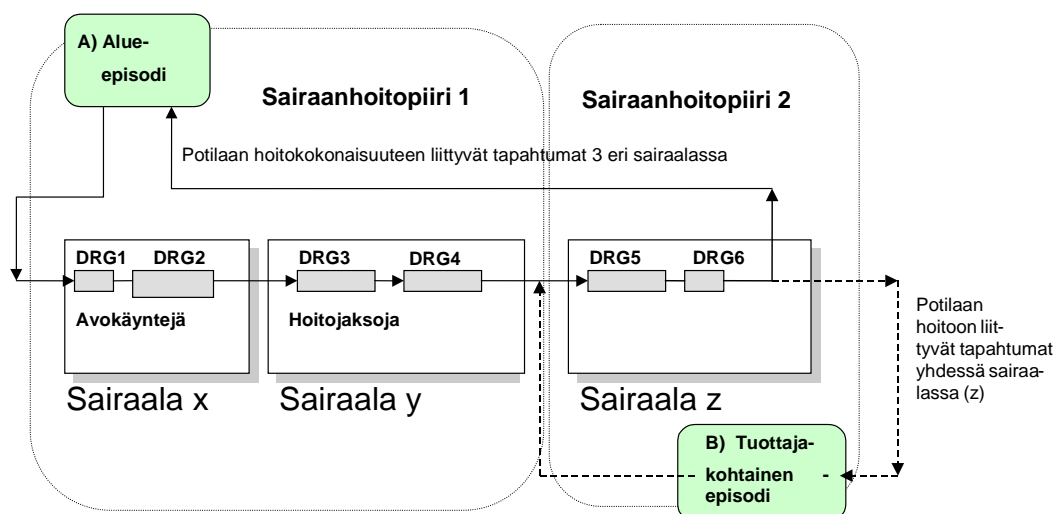 A) Alue-
episodi
Sairaanhoitopiiri 1
Sairaanhoitopiiri 2
Potilaan hoitokokonaisuuteen liittyvät tapahtumat 3 eri sairaalassa
DRG1
DRG2
DRG3
DRG4
DRG5
DRG6
Avokäyntejä
Hoitojaksoja
Potilaan
hoitoon liit-
tyvät tapahtumat
yhdessä sairaa-
lassa (z)
Sairaala x
Sairaala y
Sairaala z
B) Tuottaja-
kohtainen -
episodi